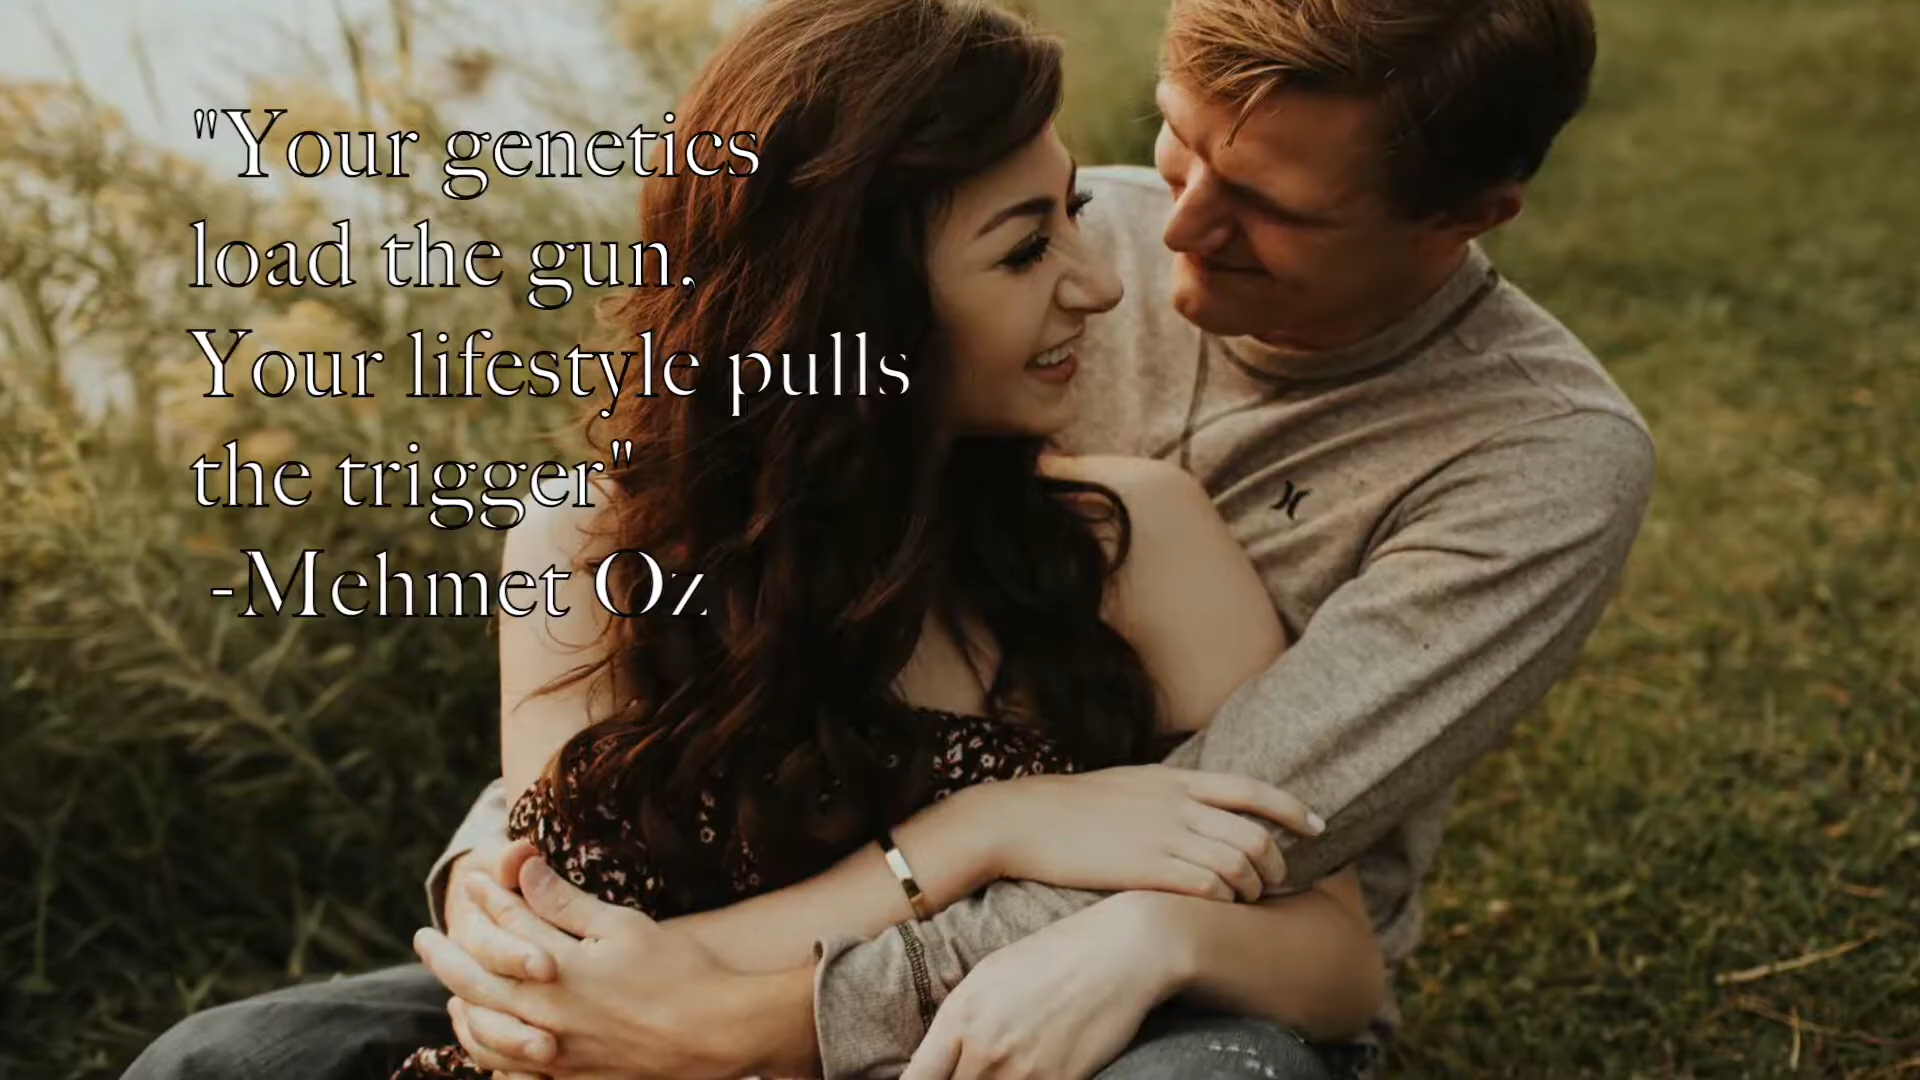 "Your genetics
load the gun.
Your lifestyle pulls
the trigger"
-Mehmet Oz